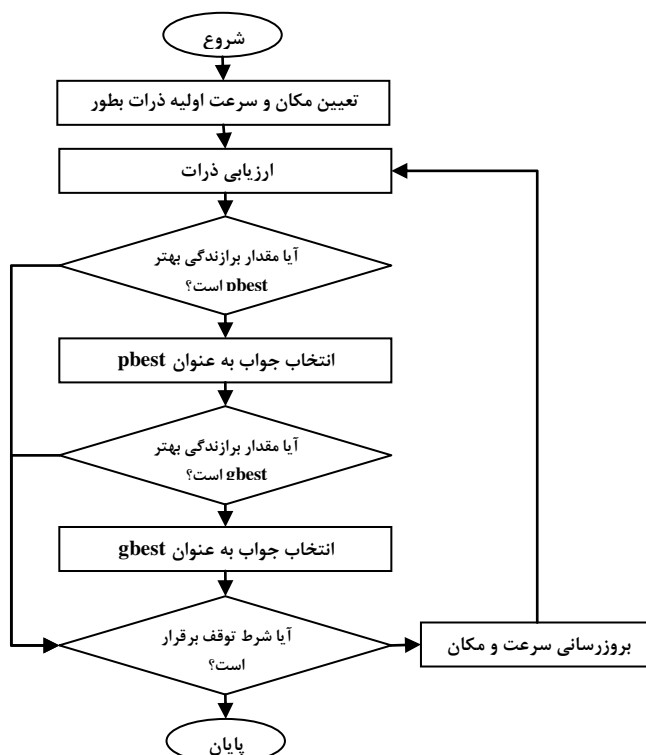 شروع
تعیین مکان و سرعت اولیه ذرات بطور
ارزیابی ذرات
آیا مقدار برازندگی بهتر
pbest است؟
انتخاب جواب به عنوان pbest
آیا مقدار برازندگی بهتر
gbest است؟
انتخاب جواب به عنوان gbest
آیا شرط توقف برقرار
است؟
بروزرسانی سرعت و مکان
پایان